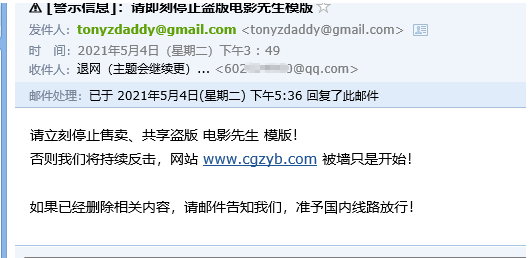 [警示信息]：请即刻停止盗版电影先生模版
发件人：tonyzdaddy@gmail.com <tonyzdaddy@gmail.com>
时 间：2021年5月4日（星期二）下午3：49
收件人：退网（主题会继续更）... <602 0@qq.com>
邮件处理：已于 2021年5月4日(星期二) 下午5:36 回复了此邮件
请立刻停止售卖、共享盗版 电影先生 模版！
否则我们将持续反击，网站 www.cgzyb.com 被墙只是开始！
如果已经删除相关内容，请邮件告知我们，准予国内线路放行！